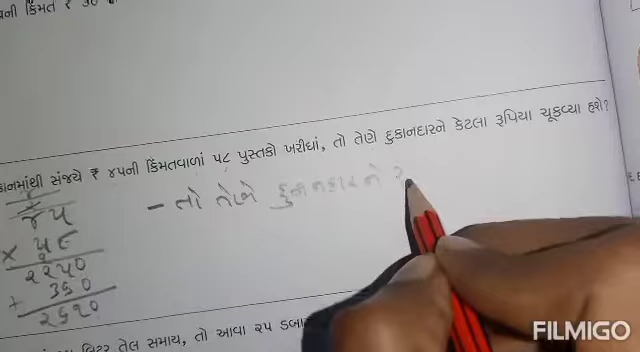 ની કિંમત ₹
કાનમાંથી સંજયે ₹ ૪૫ની કિંમતવાળાં ૫૮ પુસ્તકો ખરીધાં, તો તેણે દુકાનદારને કેટલા રૂપિયા ચૂકવ્યા હશે?
૪૫
– તો તેણે દુકાનદારને ર
× ૫૮
૨૨૫૦
+ ૩૬૦
૨૬૧૦
લિટર તેલ સમાય, તો આવા ૨૫ ડબા
FILMIGO